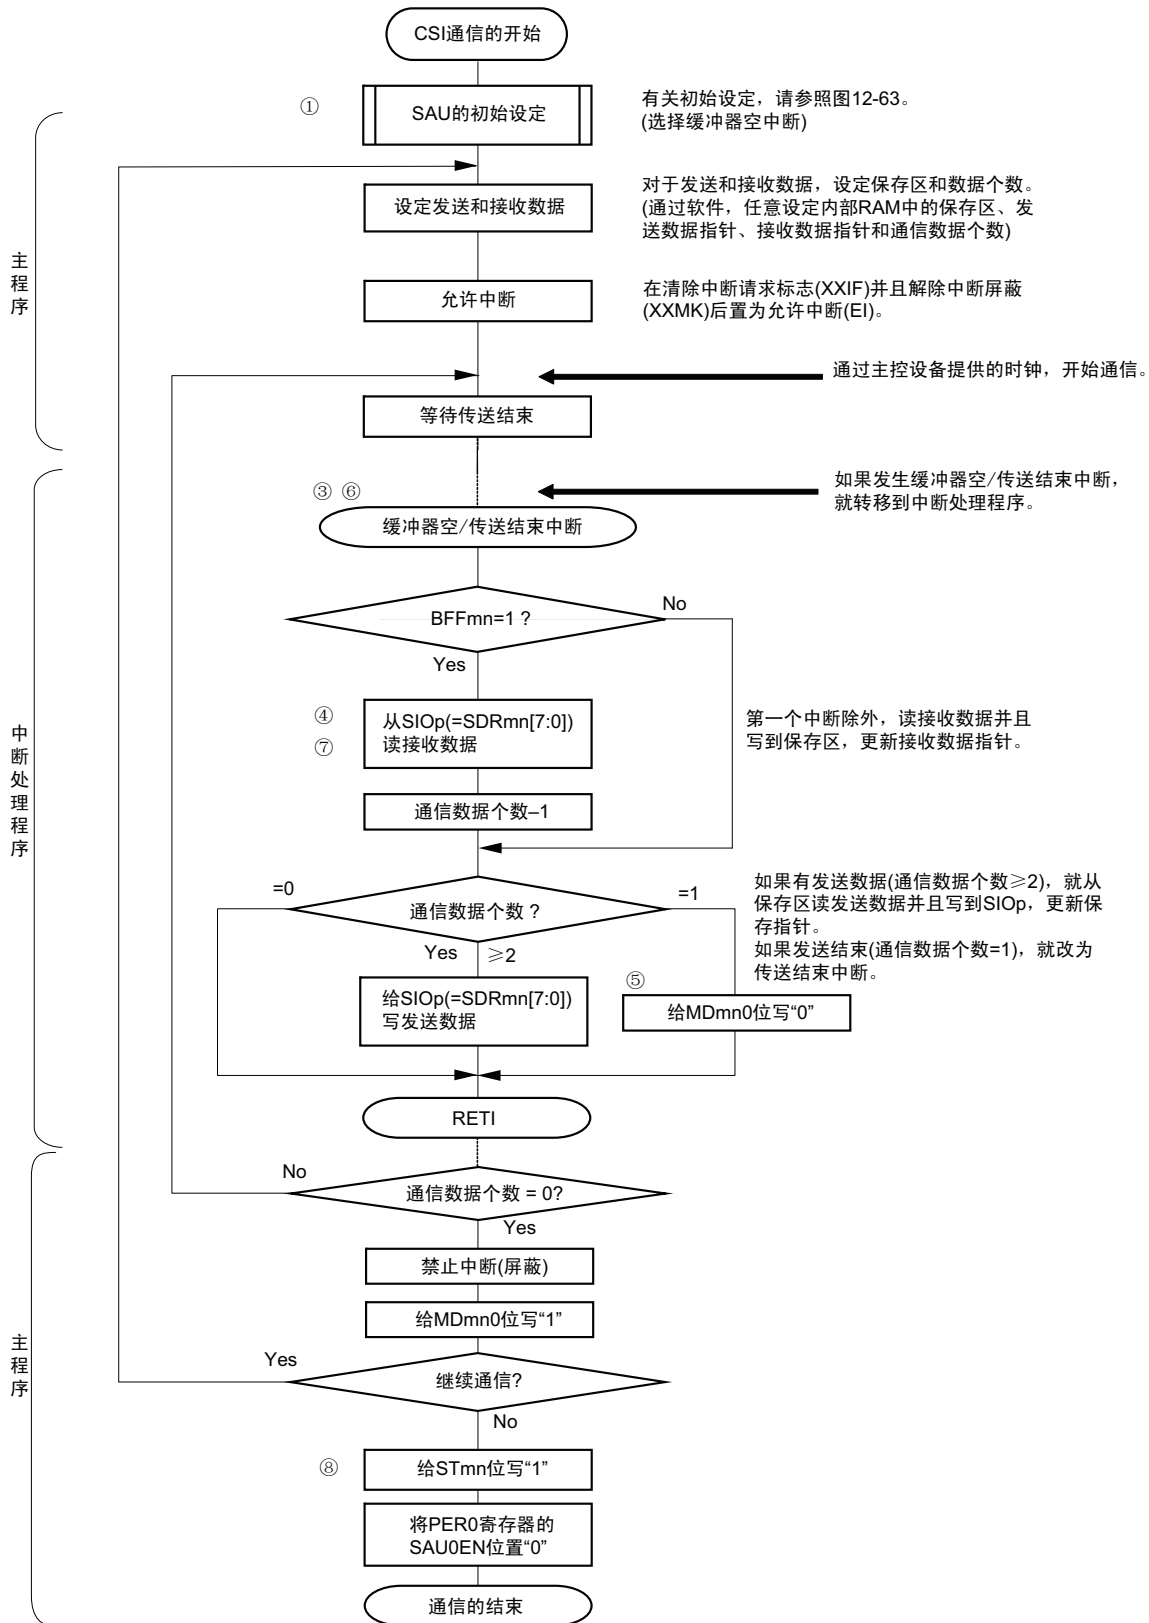 CSI通信的开始
①
SAU的初始设定
有关初始设定，请参照图12-63。
(选择缓冲器空中断)
设定发送和接收数据
对于发送和接收数据，设定保存区和数据个数。
(通过软件，任意设定内部RAM中的保存区、发
送数据指针、接收数据指针和通信数据个数)
主程序
允许中断
在清除中断请求标志(XXIF)并且解除中断屏蔽
(XXMK)后置为允许中断(EI)。
通过主控设备提供的时钟，开始通信。
等待传送结束
③ ⑥
如果发生缓冲器空/传送结束中断，
就转移到中断处理程序。
缓冲器空/传送结束中断
BFFmn=1 ?
No
Yes
④
⑦
从SIOp(=SDRmn[7:0])
读接收数据
第一个中断除外，读接收数据并且
写到保存区，更新接收数据指针。
中断处理程序
通信数据个数–1
=0
通信数据个数 ?
=1
Yes ≥2
如果有发送数据(通信数据个数≥2)，就从
保存区读发送数据并且写到SIOp，更新保
存指针。
如果发送结束(通信数据个数=1)，就改为
传送结束中断。
给SIOp(=SDRmn[7:0])
写发送数据
⑤
给MDmn0位写“0”
RETI
No
通信数据个数 = 0?
Yes
禁止中断(屏蔽)
给MDmn0位写“1”
主程序
Yes
继续通信?
No
⑧
给STmn位写“1”
将PER0寄存器的
SAU0EN位置“0”
通信的结束